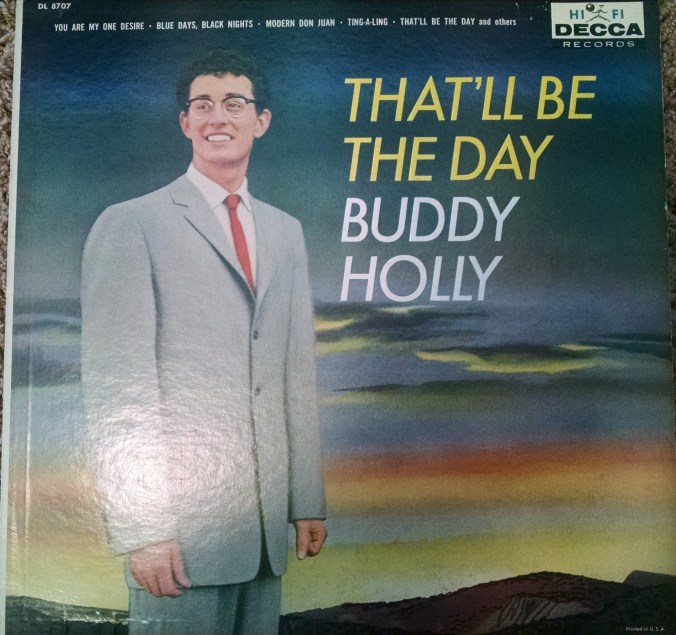 DL 8707
YOU ARE MY ONE DESIRE · BLUE DAYS, BLACK NIGHTS · MODERN DON JUAN · TING-A-LING · THAT'LL BE THE DAY and others
HI FI
DECCA
RECORDS
THAT'LL BE
THE DAY
BUDDY
HOLLY
Printed in U.S.A.